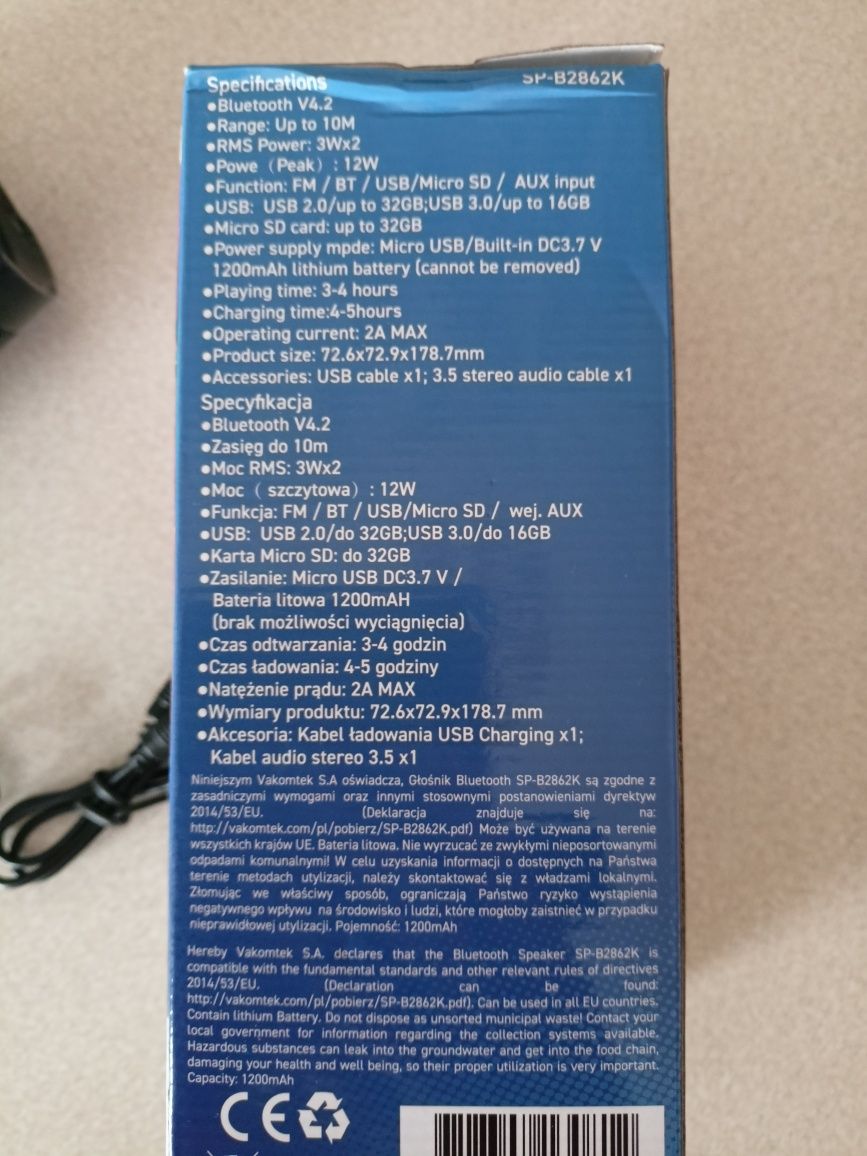 Specifications SP-B2862K
●Bluetooth V4.2
●Range: Up to 10M
●RMS Power: 3Wx2
●Powe（Peak）: 12W
●Function: FM / BT / USB/Micro SD / AUX input
●USB: USB 2.0/up to 32GB;USB 3.0/up to 16GB
●Micro SD card: up to 32GB
●Power supply mpde: Micro USB/Built-in DC3.7 V
1200mAh lithium battery (cannot be removed)
●Playing time: 3-4 hours
●Charging time:4-5hours
●Operating current: 2A MAX
●Product size: 72.6x72.9x178.7mm
●Accessories: USB cable x1; 3.5 stereo audio cable x1
Specyfikacja
●Bluetooth V4.2
●Zasięg do 10m
●Moc RMS: 3Wx2
●Moc（szczytowa）: 12W
●Funkcja: FM / BT / USB/Micro SD / wej. AUX
●USB: USB 2.0/do 32GB;USB 3.0/do 16GB
●Karta Micro SD: do 32GB
●Zasilanie: Micro USB DC3.7 V /
Bateria litowa 1200mAH
(brak możliwości wyciągnięcia)
●Czas odtwarzania: 3-4 godzin
●Czas ładowania: 4-5 godziny
●Natężenie prądu: 2A MAX
●Wymiary produktu: 72.6x72.9x178.7 mm
●Akcesoria: Kabel ładowania USB Charging x1;
Kabel audio stereo 3.5 x1
Niniejszym Vakomtek S.A oświadcza, Głośnik Bluetooth SP-B2862K są zgodne z
zasadniczymi wymogami oraz innymi stosownymi postanowieniami dyrektyw
2014/53/EU. (Deklaracja znajduje się na:
http://vakomtek.com/pl/pobierz/SP-B2862K.pdf) Może być używana na terenie
wszystkich krajów UE. Bateria litowa. Nie wyrzucać ze zwykłymi nieposortowanymi
odpadami komunalnymi! W celu uzyskania informacji o dostępnych na Państwa
terenie metodach utylizacji, należy skontaktować się z władzami lokalnymi.
Złomując we właściwy sposób, ograniczają Państwo ryzyko wystąpienia
negatywnego wpływu na środowisko i ludzi, które mogłoby zaistnieć w przypadku
nieprawidłowej utylizacji. Pojemność: 1200mAh
Hereby Vakomtek S.A. declares that the Bluetooth Speaker SP-B2862K is
compatible with the fundamental standards and other relevant rules of directives
2014/53/EU. (Declaration can be found:
http://vakomtek.com/pl/pobierz/SP-B2862K.pdf). Can be used in all EU countries.
Contain lithium Battery. Do not dispose as unsorted municipal waste! Contact your
local government for information regarding the collection systems available.
Hazardous substances can leak into the groundwater and get into the food chain,
damaging your health and well being, so their proper utilization is very important.
Capacity: 1200mAh
CE